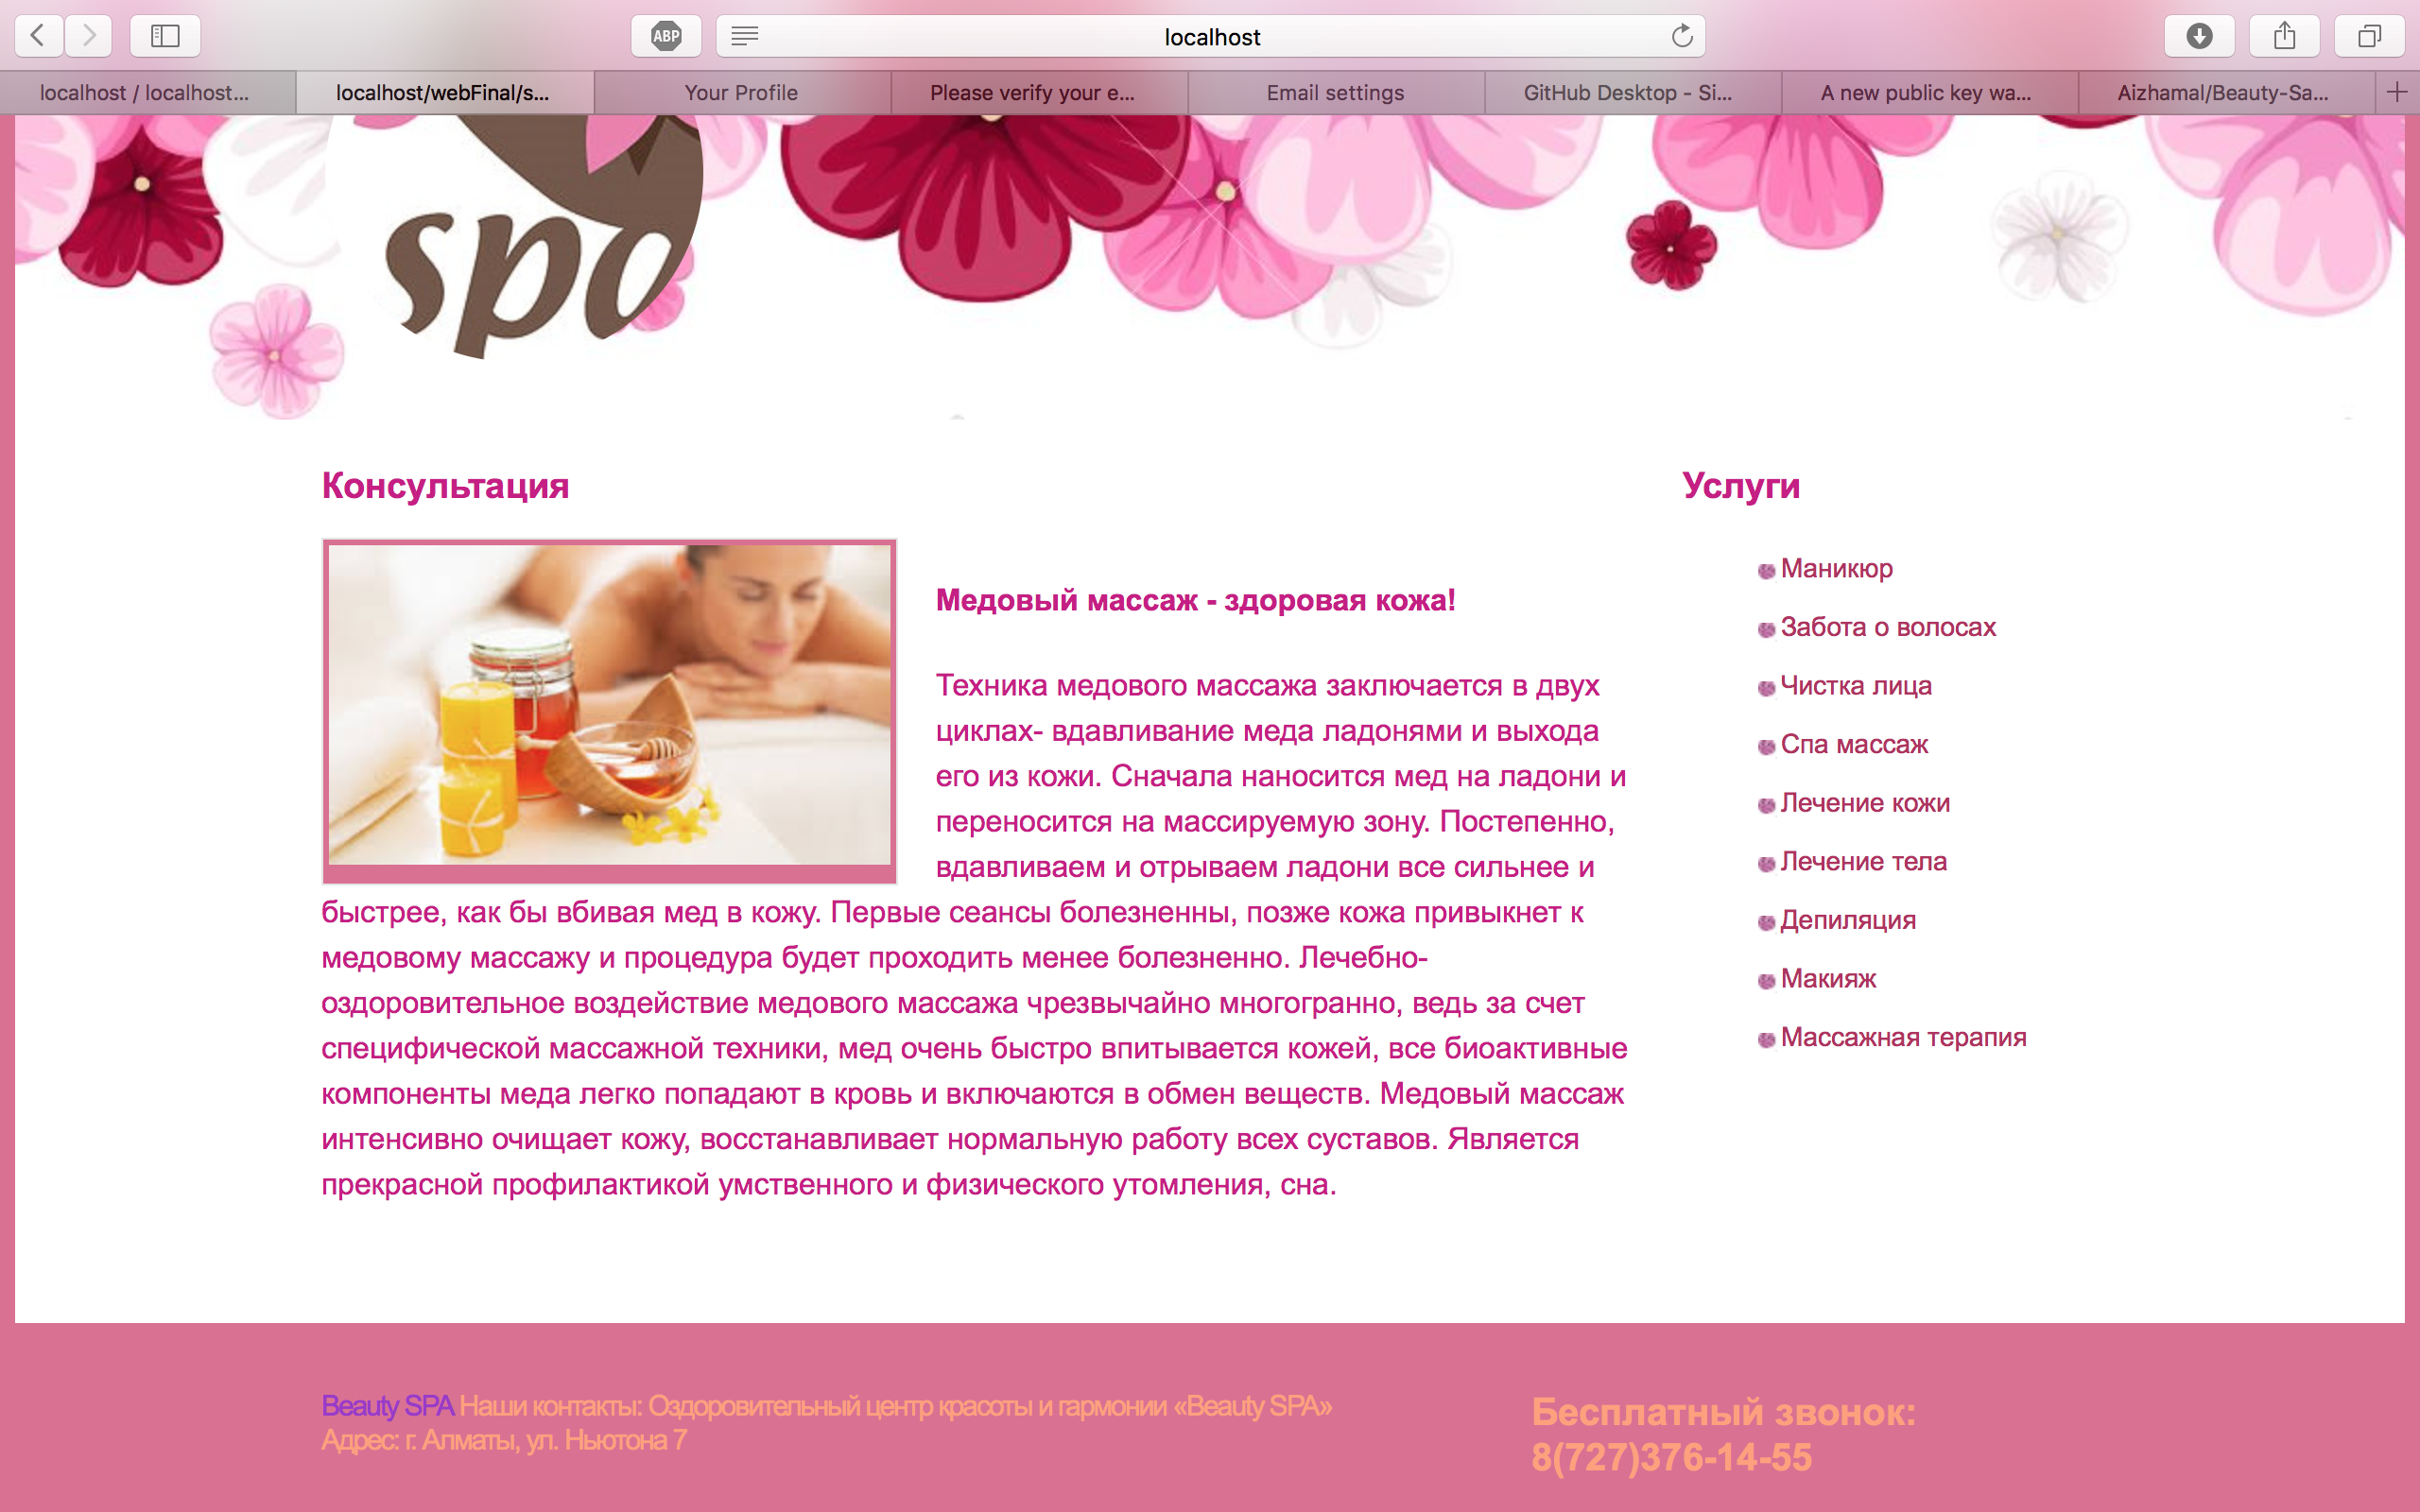 ABP
localhost
localhost / localhost...
localhost/webFinal/s...
Your Profile
Please verify your e...
Email settings
GitHub Desktop - Si...
A new public key wa...
Aizhamal/Beauty-Sa...
spa
Консультация
Медовый массаж - здоровая кожа!
Техника медового массажа заключается в двух
циклах- вдавливание меда ладонями и выхода
его из кожи. Сначала наносится мед на ладони и
переносится на массируемую зону. Постепенно,
вдавливаем и отрываем ладони все сильнее и
быстрее, как бы вбивая мед в кожу. Первые сеансы болезненны, позже кожа привыкнет к
медовому массажу и процедура будет проходить менее болезненно. Лечебно-
оздоровительное воздействие медового массажа чрезвычайно многогранно, ведь за счет
специфической массажной техники, мед очень быстро впитывается кожей, все биоактивные
компоненты меда легко попадают в кровь и включаются в обмен веществ. Медовый массаж
интенсивно очищает кожу, восстанавливает нормальную работу всех суставов. Является
прекрасной профилактикой умственного и физического утомления, сна.
Услуги
Маникюр
Забота о волосах
Чистка лица
Спа массаж
Лечение кожи
Лечение тела
Депиляция
Макияж
Массажная терапия
Beauty SPA Наши контакты: Оздоровительный центр красоты и гармонии «Beauty SPA»
Адрес: г. Алматы, ул. Ньютона 7
Бесплатный звонок:
8(727)376-14-55